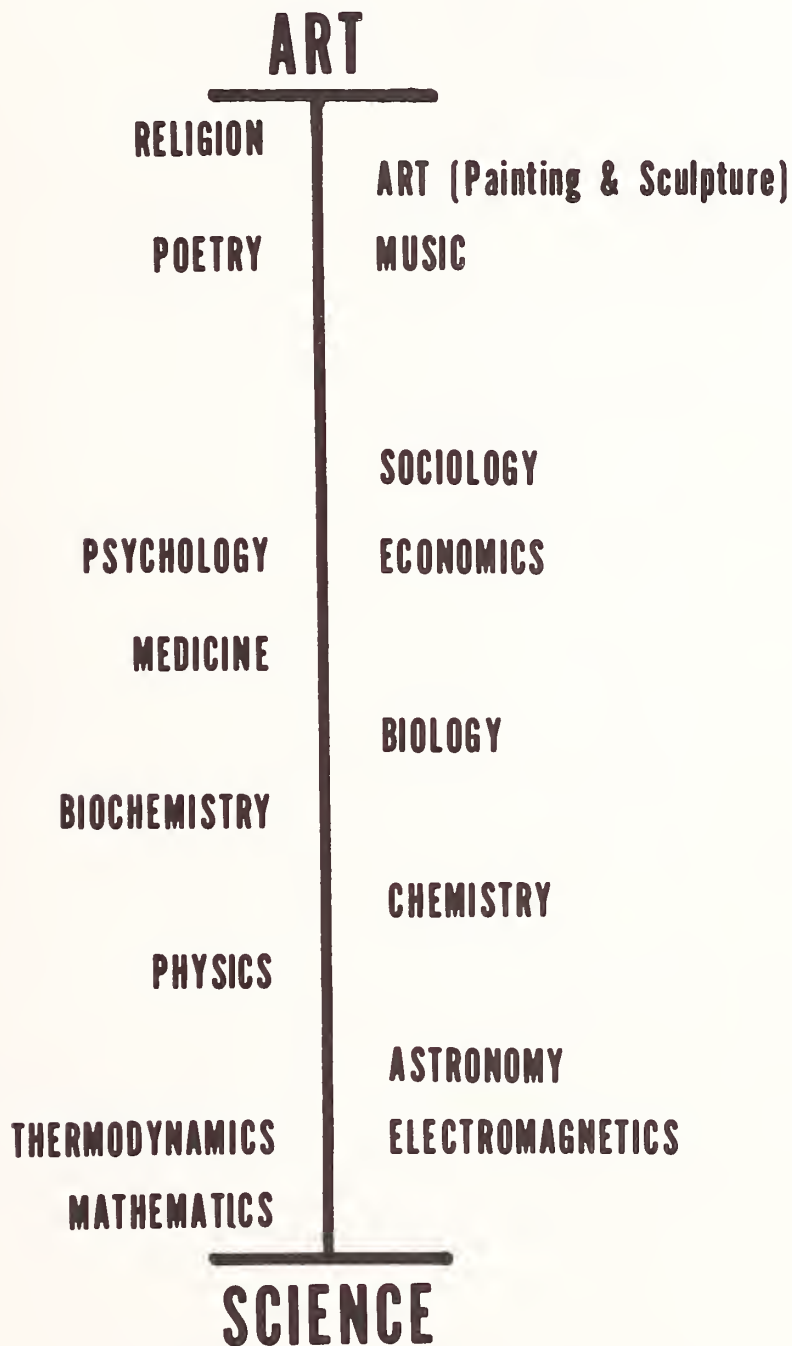 ART
RELIGION
ART (Painting & Sculpture)
POETRY MUSIC
SOCIOLOGY
PSYCHOLOGY ECONOMICS
MEDICINE
BIOLOGY
BIOCHEMISTRY
CHEMISTRY
PHYSICS
ASTRONOMY
THERMODYNAMICS ELECTROMAGNETICS
MATHEMATICS
SCIENCE